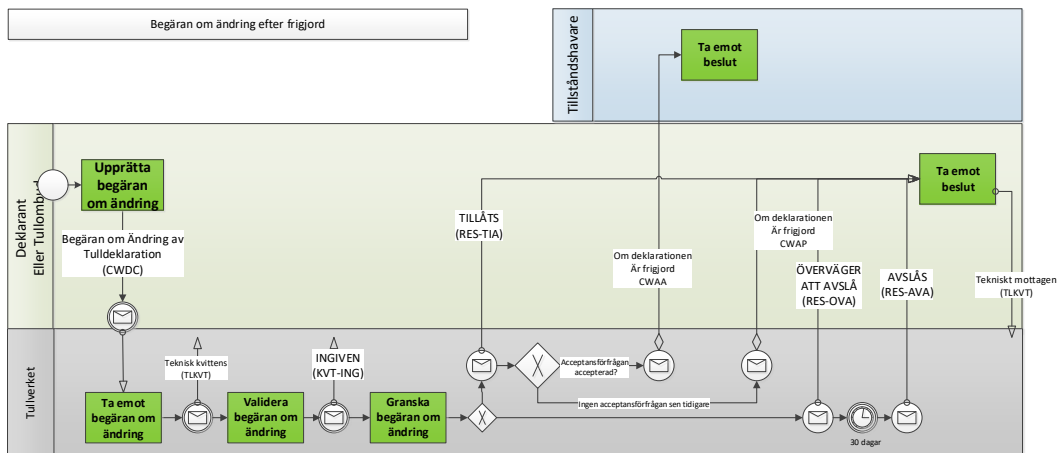 Begäran om ändring efter frigjord
Tillståndshavare
Ta emot
beslut
Deklarant
Eller Tullombud
Upprätta
begäran
om ändring
Ta emot
beslut
TILLÅTS
(RES-TIA)
Om deklarationen
Är frigjord
CWAP
Begäran om Ändring av
Tulldeklaration
(CWDC)
Om deklarationen
Är frigjord
CWAA
ÖVERVÄGER
ATT AVSLÅ
(RES-OVA)
AVSLÅS
(RES-AVA)
Tekniskt mottagen
(TLKVT)
Tullverket
Teknisk kvittens
(TLKVT)
INGIVEN
(KVT-ING)
Acceptansförfrågan
accepterad?
Ingen acceptansförfrågan sen tidigare
Ta emot
begäran om
ändring
Validera
begäran om
ändring
Granska
begäran om
ändring
30 dagar